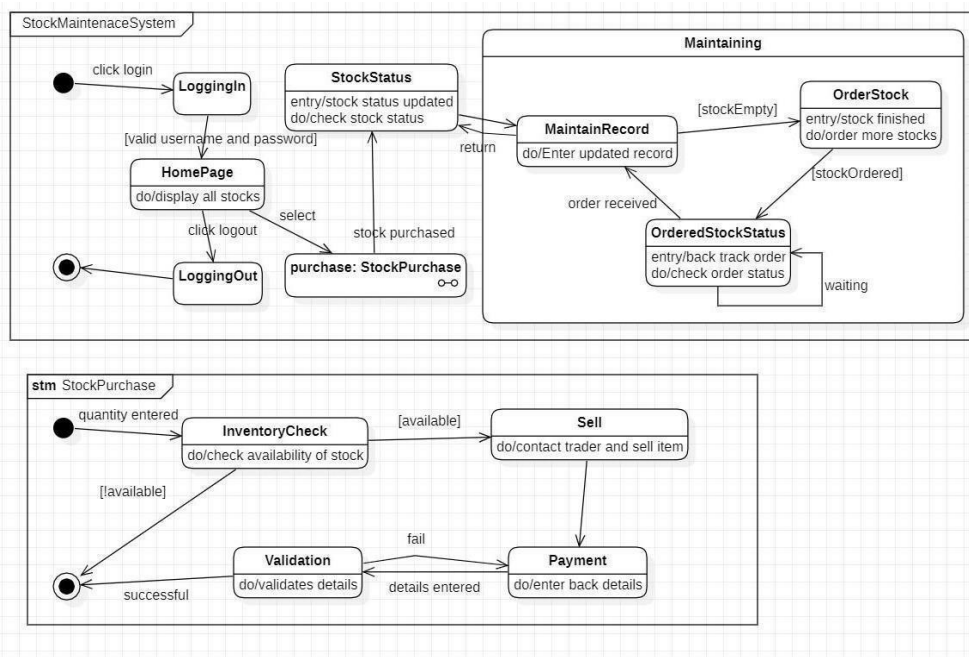 StockMaintenaceSystem
click login
LoggingIn
[valid username and password]
HomePage
do/display all stocks
click logout
select
LoggingOut
StockStatus
entry/stock status updated
do/check stock status
return
stock purchased
purchase: StockPurchase
Maintaining
MaintainRecord
do/Enter updated record
[stockEmpty]
OrderStock
entry/stock finished
do/order more stocks
[stockOrdered]
order received
OrderedStockStatus
entry/back track order
do/check order status
waiting
stm StockPurchase
quantity entered
InventoryCheck
do/check availability of stock
[available]
Sell
do/contact trader and sell item
[!available]
fail
Validation
do/validates details
Payment
do/enter back details
details entered
successful